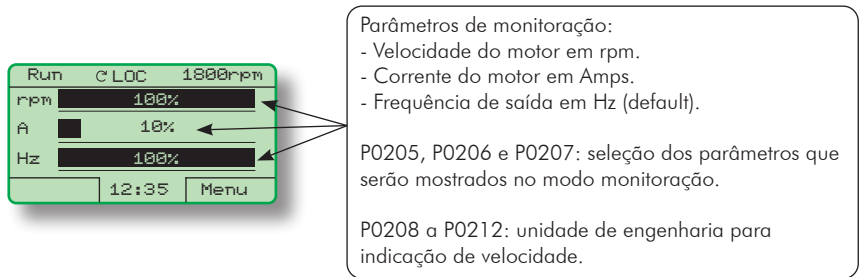 Run ↻LOC 1800rpm
rpm 100%
A 10%
Hz 100%
12:35 Menu
Parâmetros de monitoração:
- Velocidade do motor em rpm.
- Corrente do motor em Amps.
- Frequência de saída em Hz (default).
P0205, P0206 e P0207: seleção dos parâmetros que
serão mostrados no modo monitoração.
P0208 a P0212: unidade de engenharia para
indicação de velocidade.